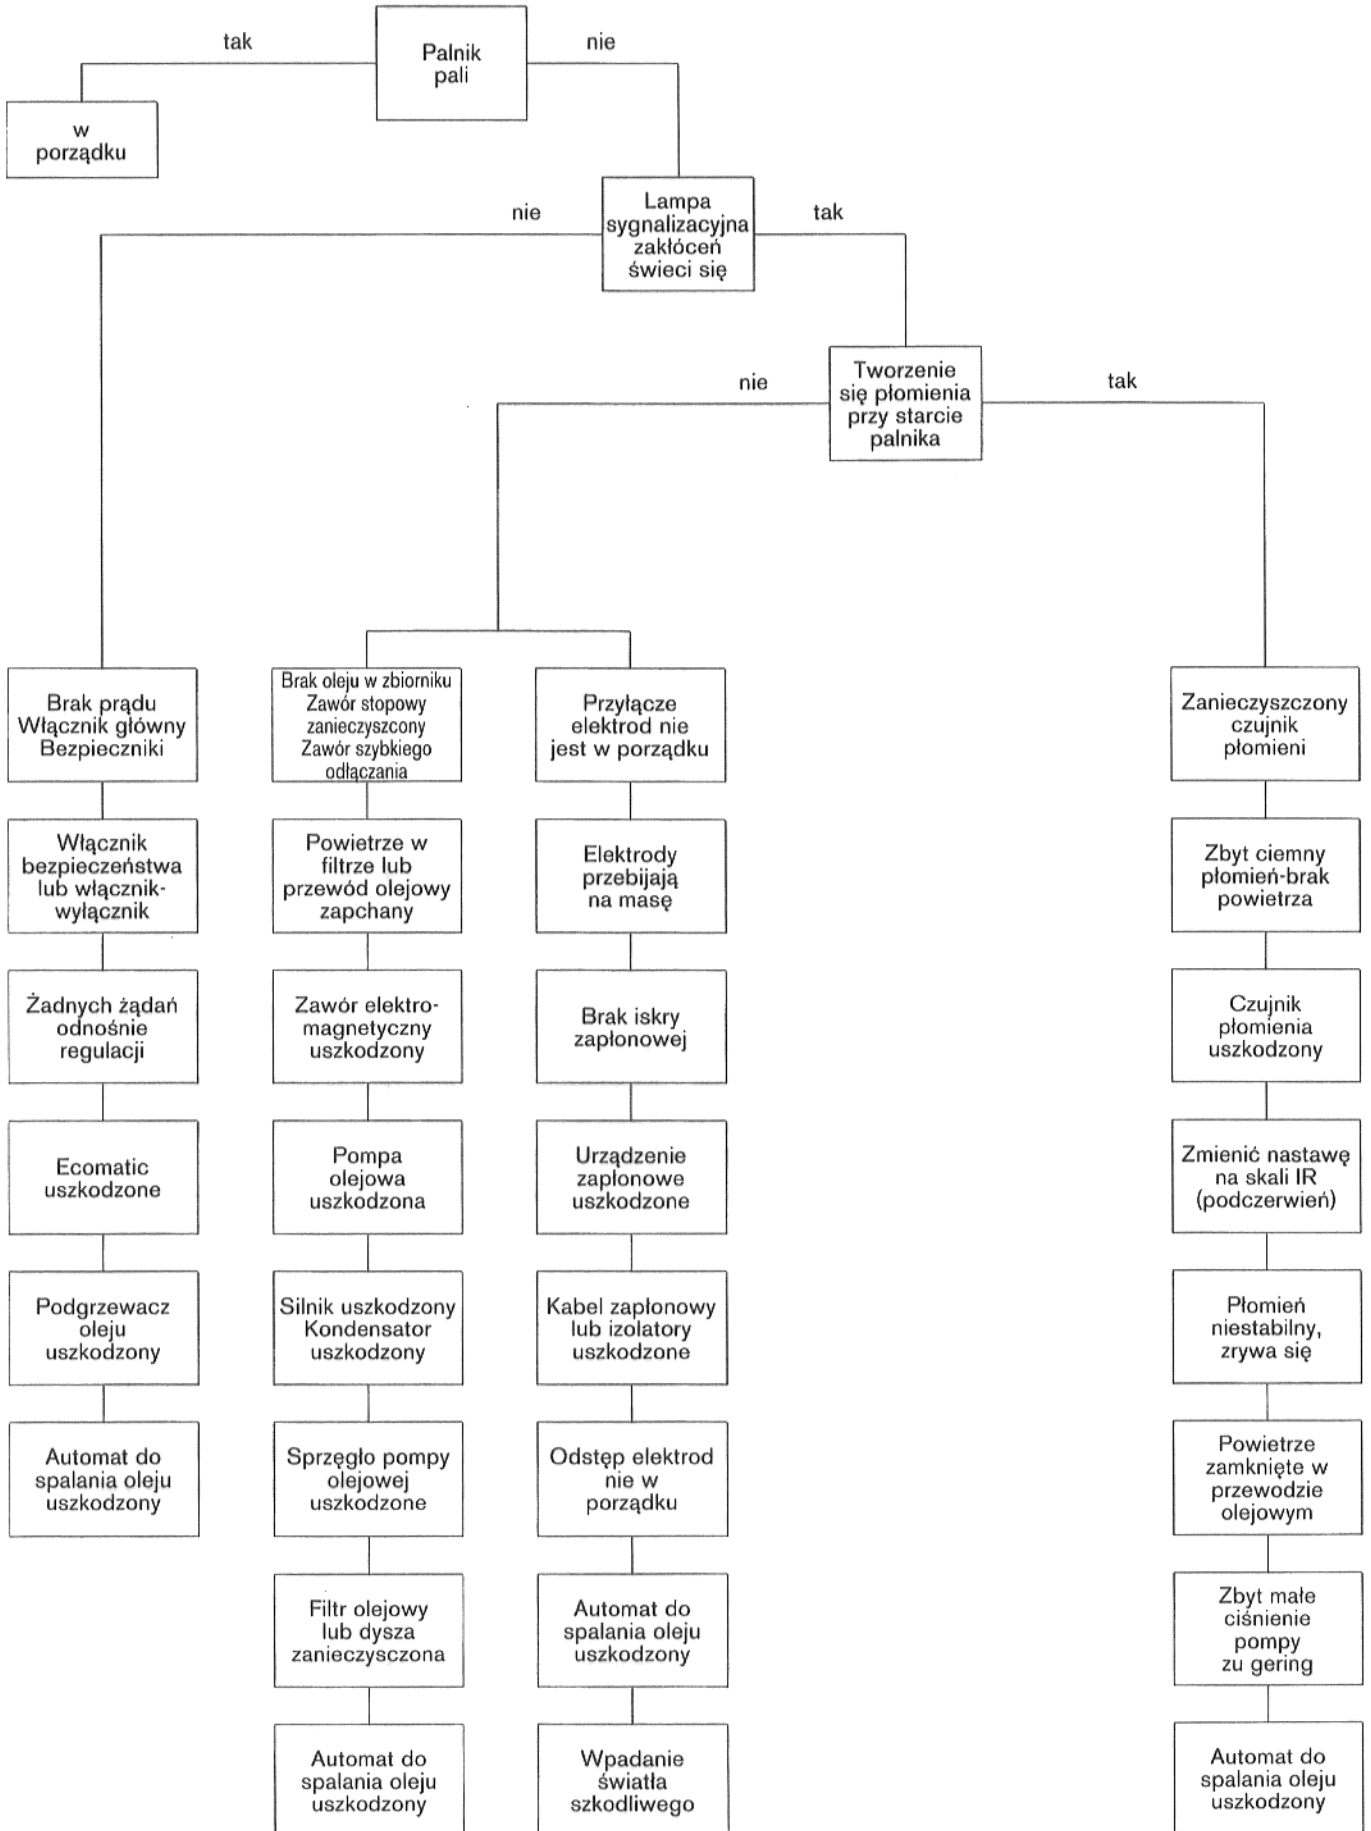 Palnik
pali
tak
nie
w
porządku
Lampa
sygnalizacyjna
zakłóceń
świeci się
nie
tak
Tworzenie
się płomienia
przy starcie
palnika
nie
tak
Brak prądu
Włącznik główny
Bezpieczniki
Włącznik
bezpieczeństwa
lub włącznik-
wyłącznik
Żadnych żądań
odnośnie
regulacji
Ecomatic
uszkodzone
Podgrzewacz
oleju
uszkodzony
Automat do
spalania oleju
uszkodzony
Brak oleju w zbiorniku
Zawór stopowy
zanieczyszcony
Zawór szybkiego
odłączania
Powietrze w
filtrze lub
przewód olejowy
zapchany
Zawór elektro-
magnetyczny
uszkodzony
Pompa
olejowa
uszkodzona
Silnik uszkodzony
Kondensator
uszkodzony
Sprzęgło pompy
olejowej
uszkodzone
Filtr olejowy
lub dysza
zanieczysczona
Automat do
spalania oleju
uszkodzony
Przyłącze
elektrod nie
jest w porządku
Elektrody
przebijają
na masę
Brak iskry
zapłonowej
Urządzenie
zapłonowe
uszkodzone
Kabel zapłonowy
lub izolatory
uszkodzone
Odstęp elektrod
nie w
porządku
Automat do
spalania oleju
uszkodzony
Wpadanie
światła
szkodliwego
Zanieczyszczony
czujnik
płomieni
Zbyt ciemny
płomień-brak
powietrza
Czujnik
płomienia
uszkodzony
Zmienić nastawę
na skali IR
(podczerwień)
Płomień
niestabilny,
zrywa się
Powietrze
zamknięte w
przewodzie
olejowym
Zbyt małe
ciśnienie
pompy
zu gering
Automat do
spalania oleju
uszkodzony